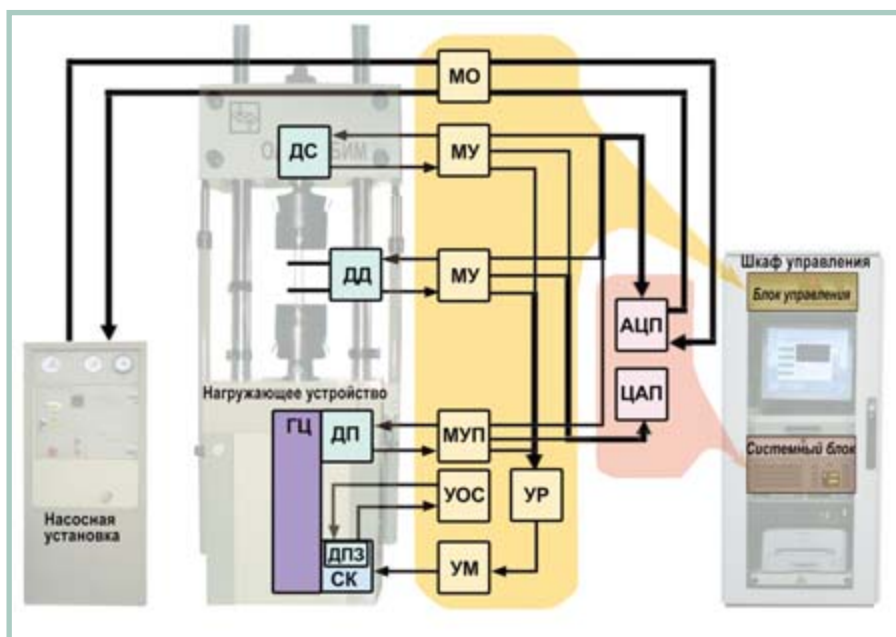 МО
ДС
МУ
ДД
МУ
Шкаф управления
Блок управления
АЦП
ЦАП
Нагружающее устройство
ГЦ
ДП
МУП
Системный блок
УОС
УР
Насосная
установка
ДПЗ
СК
УМ